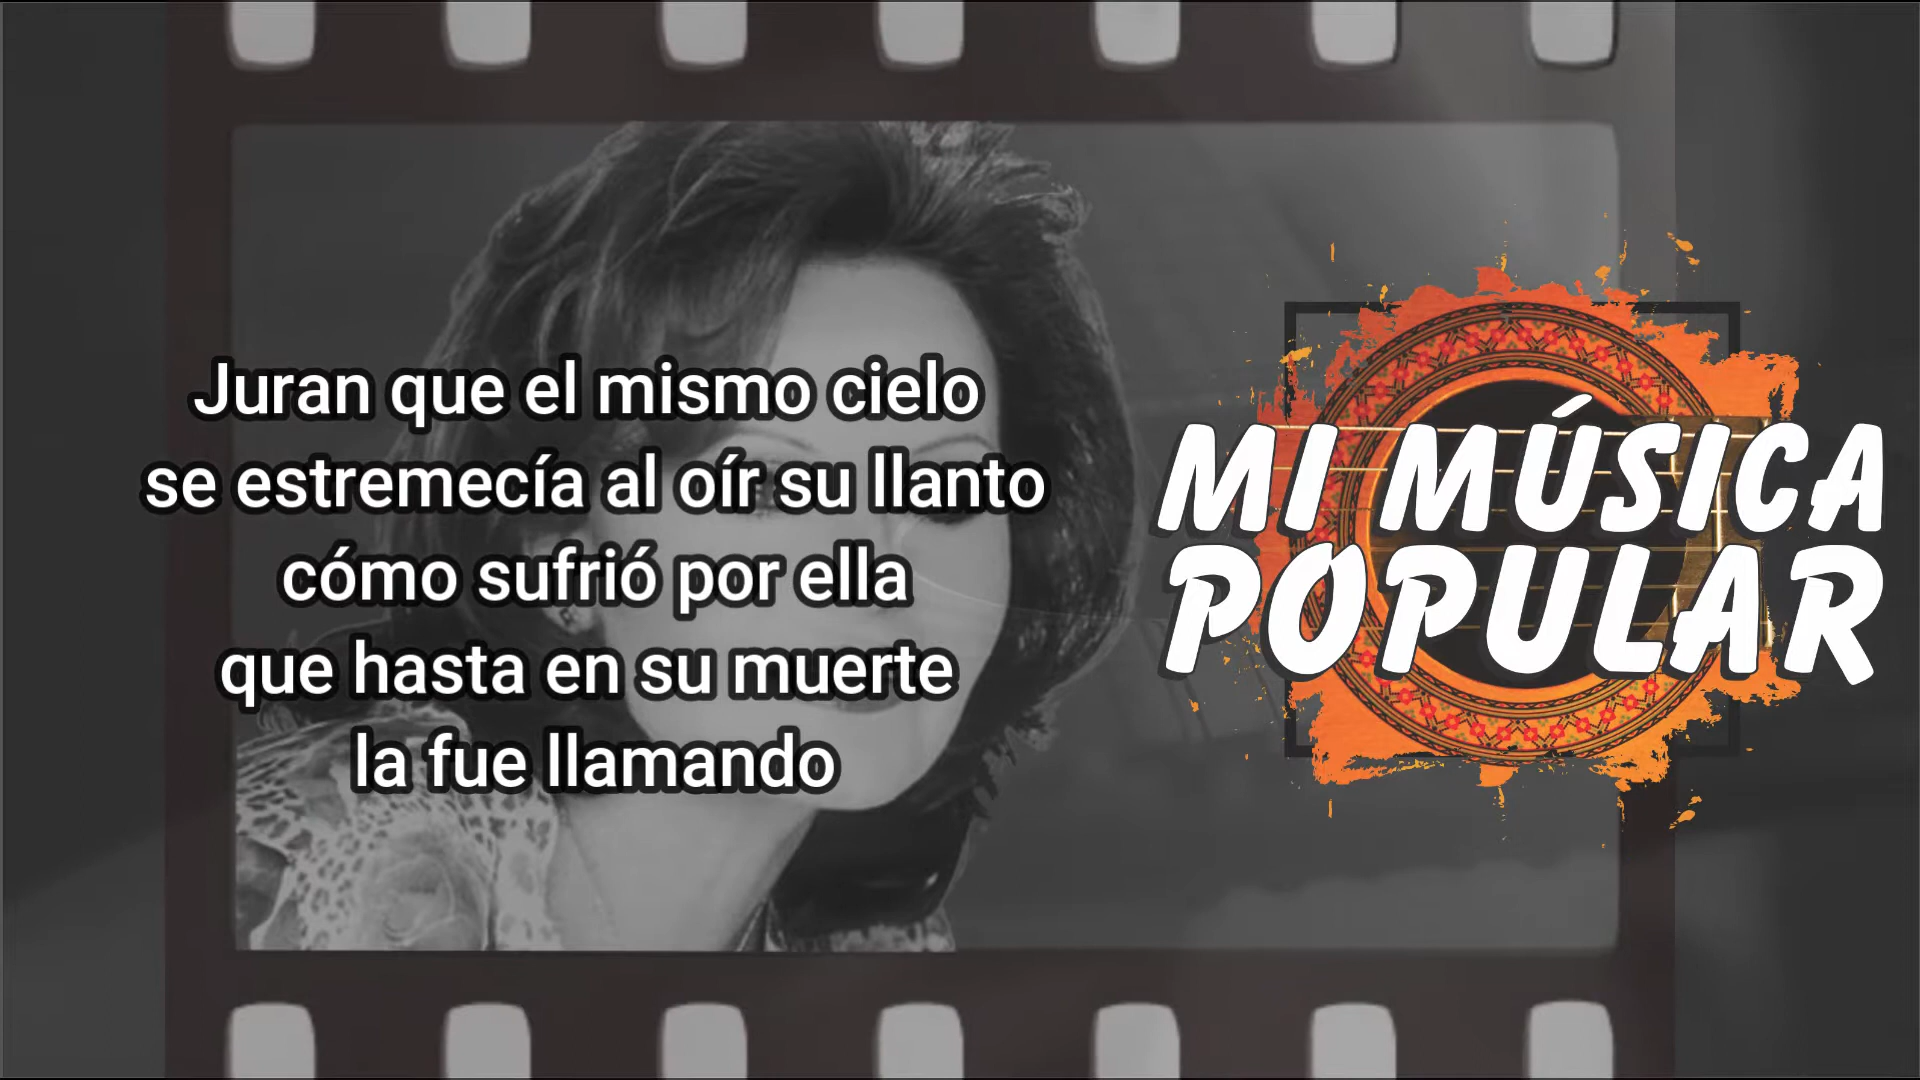 Juran que el mismo cielo
se estremecía al oír su llanto
cómo sufrió por ella
que hasta en su muerte
la fue llamando
MI MÚSICA
POPULAR